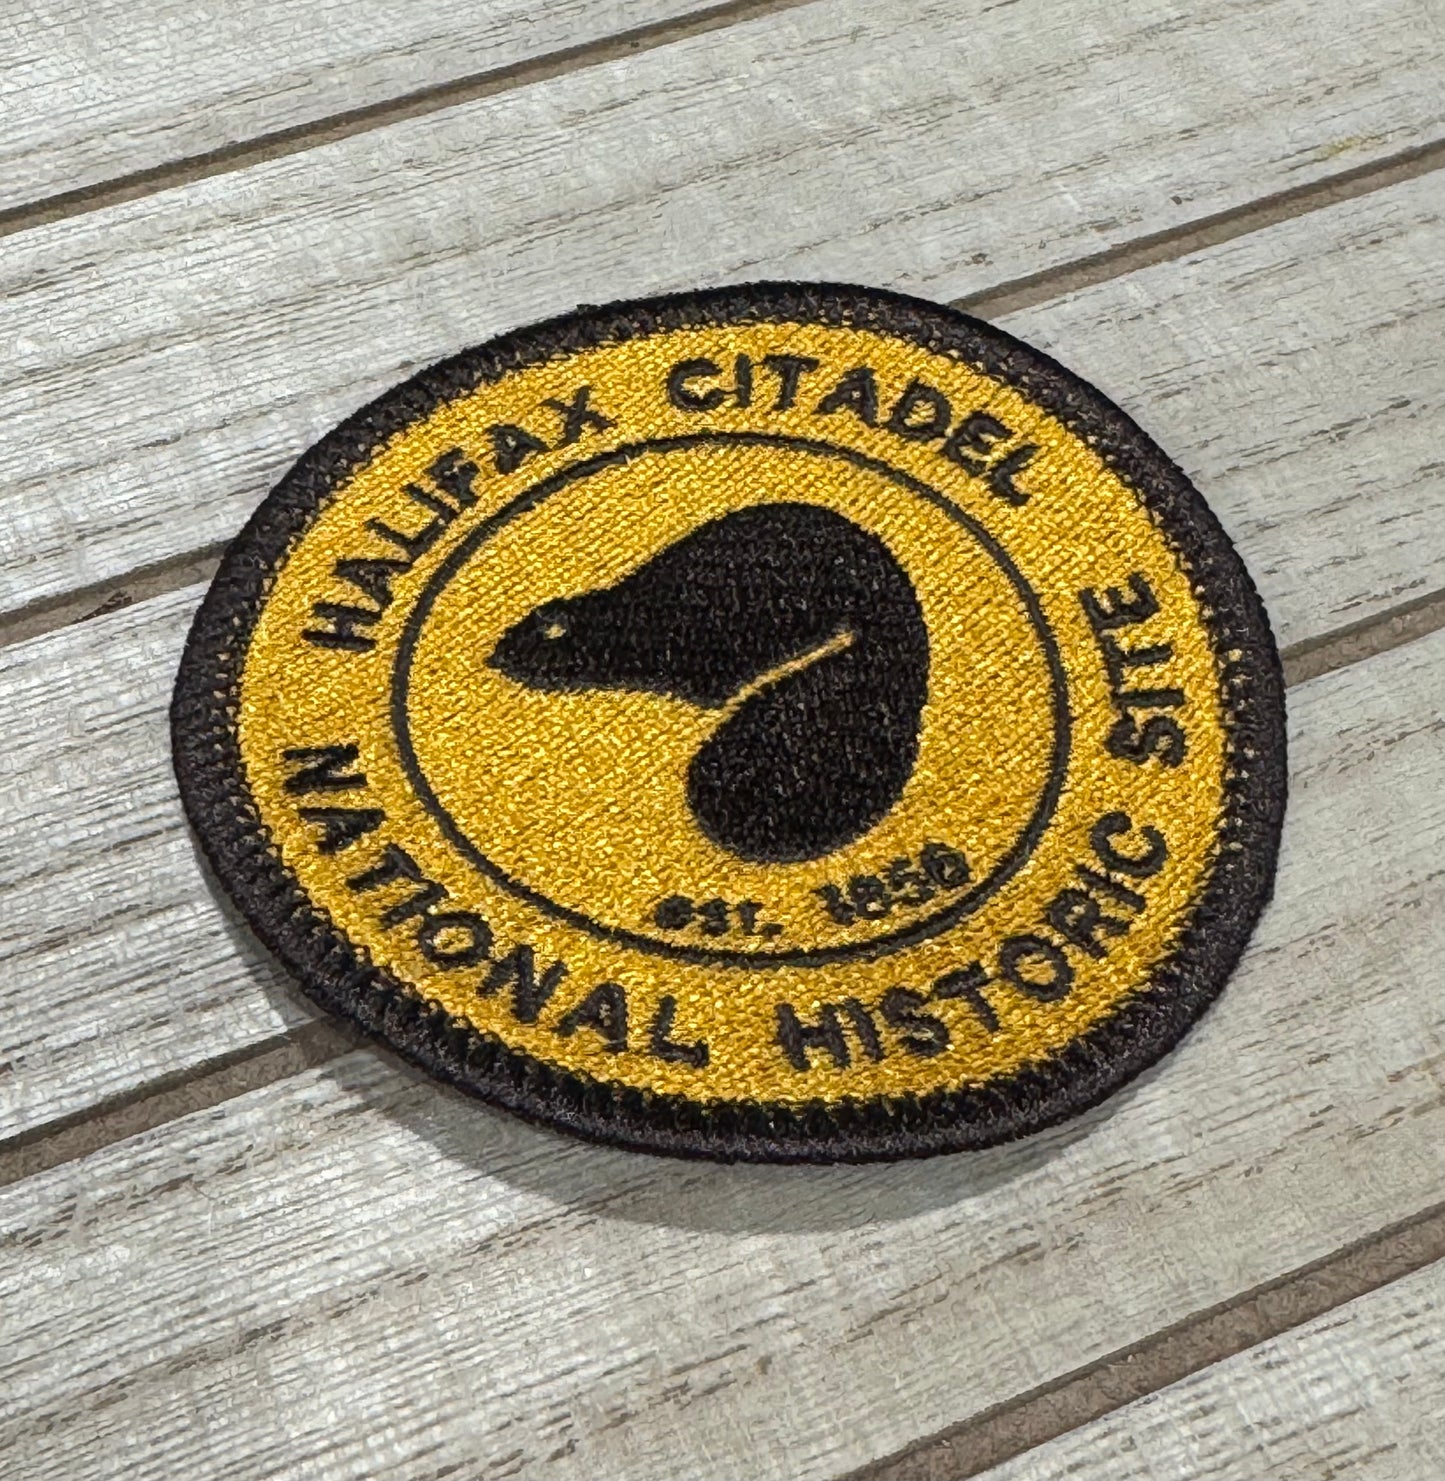 HALIFAX CITADEL
NATIONAL HISTORIC SITE
EST. 1856